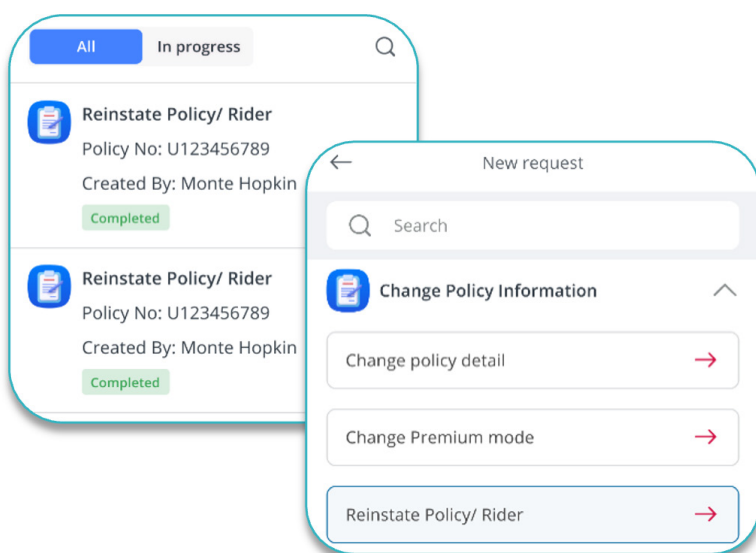 All
In progress
Reinstate Policy/ Rider
Policy No: U123456789
Created By: Monte Hopkin
Completed
Reinstate Policy/ Rider
Policy No: U123456789
Created By: Monte Hopkin
Completed
New request
Search
Change Policy Information
Change policy detail
Change Premium mode
Reinstate Policy/ Rider